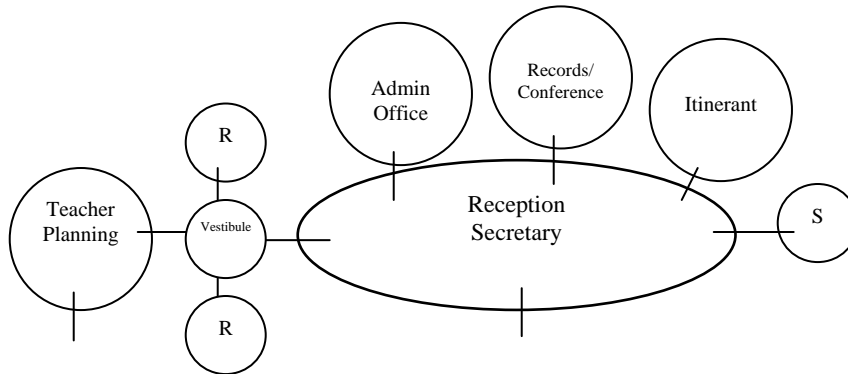 Admin
Office
Records/
Conference
Itinerant
R
Teacher
Planning
Vestibule
Reception
Secretary
S
R